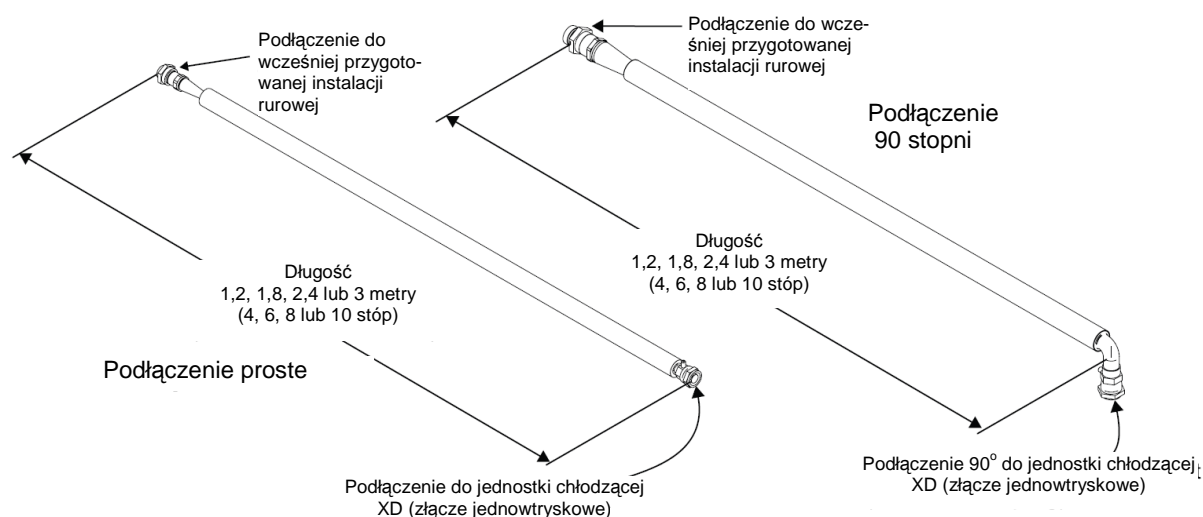 Podłączenie do
wcześniej przygoto-
wanej instalacji
rurowej
Długość
1,2, 1,8, 2,4 lub 3 metry
(4, 6, 8 lub 10 stóp)
Podłączenie proste
Podłączenie do jednostki chłodzącej
XD (złącze jednowtryskowe)
Podłączenie do wcze-
śniej przygotowanej
instalacji rurowej
Podłączenie
90 stopni
Długość
1,2, 1,8, 2,4 lub 3 metry
(4, 6, 8 lub 10 stóp)
Podłączenie 90° do jednostki chłodzącej
XD (złącze jednowtryskowe)